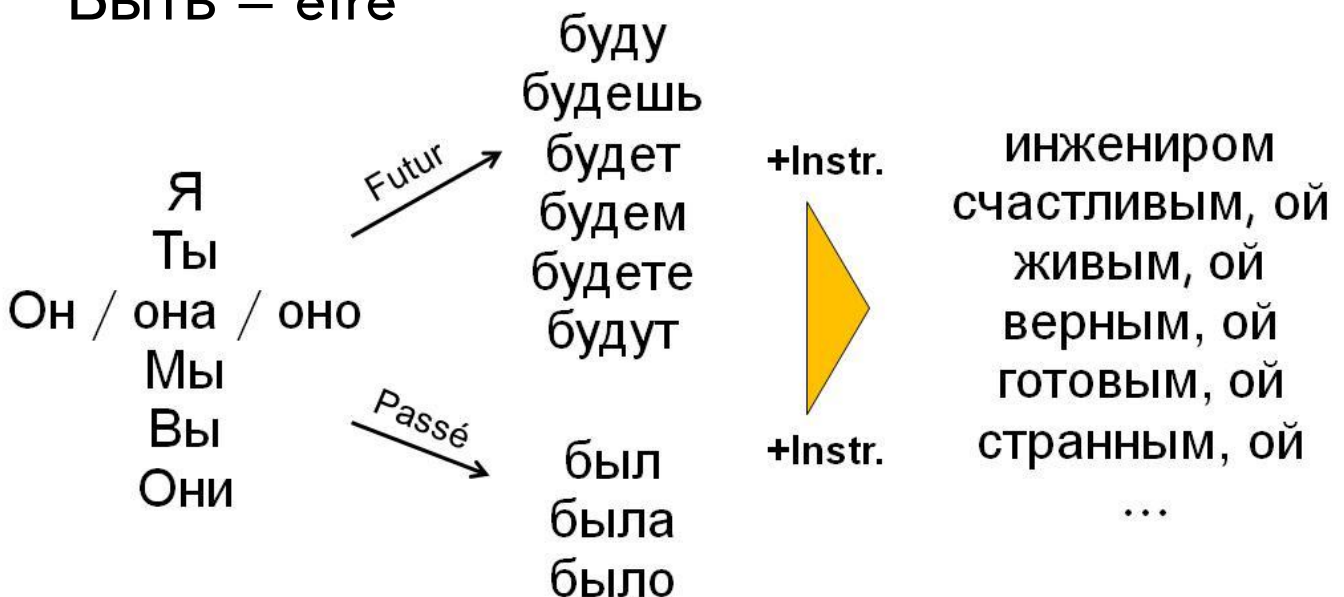 Быть – être
Я
Ты
Он / она / оно
Мы
Вы
Они
Futur
Passé
буду
будешь
будет
будем
будете
будут
был
была
было
+Instr.
+Instr.
инжениром
счастливым, ой
живым, ой
верным, ой
готовым, ой
странным, ой
...